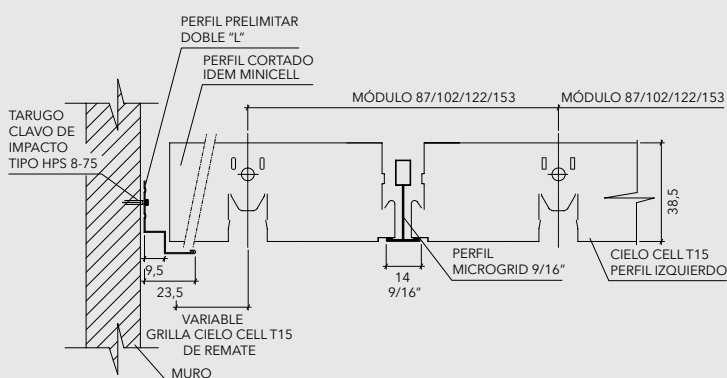 PERFIL PRELIMITAR
DOBLE "L"
PERFIL CORTADO
IDEM MINICELL
MÓDULO 87/102/122/153
MÓDULO 87/102/122/153
TARUGO
CLAVO DE
IMPACTO
TIPO HPS 8-75
38,5
9,5
23,5
14
9/16"
PERFIL
MICROGRID 9/16"
CIELO CELL T15
PERFIL IZQUIERDO
VARIABLE
GRILLA CIELO CELL T15
DE REMATE
MURO